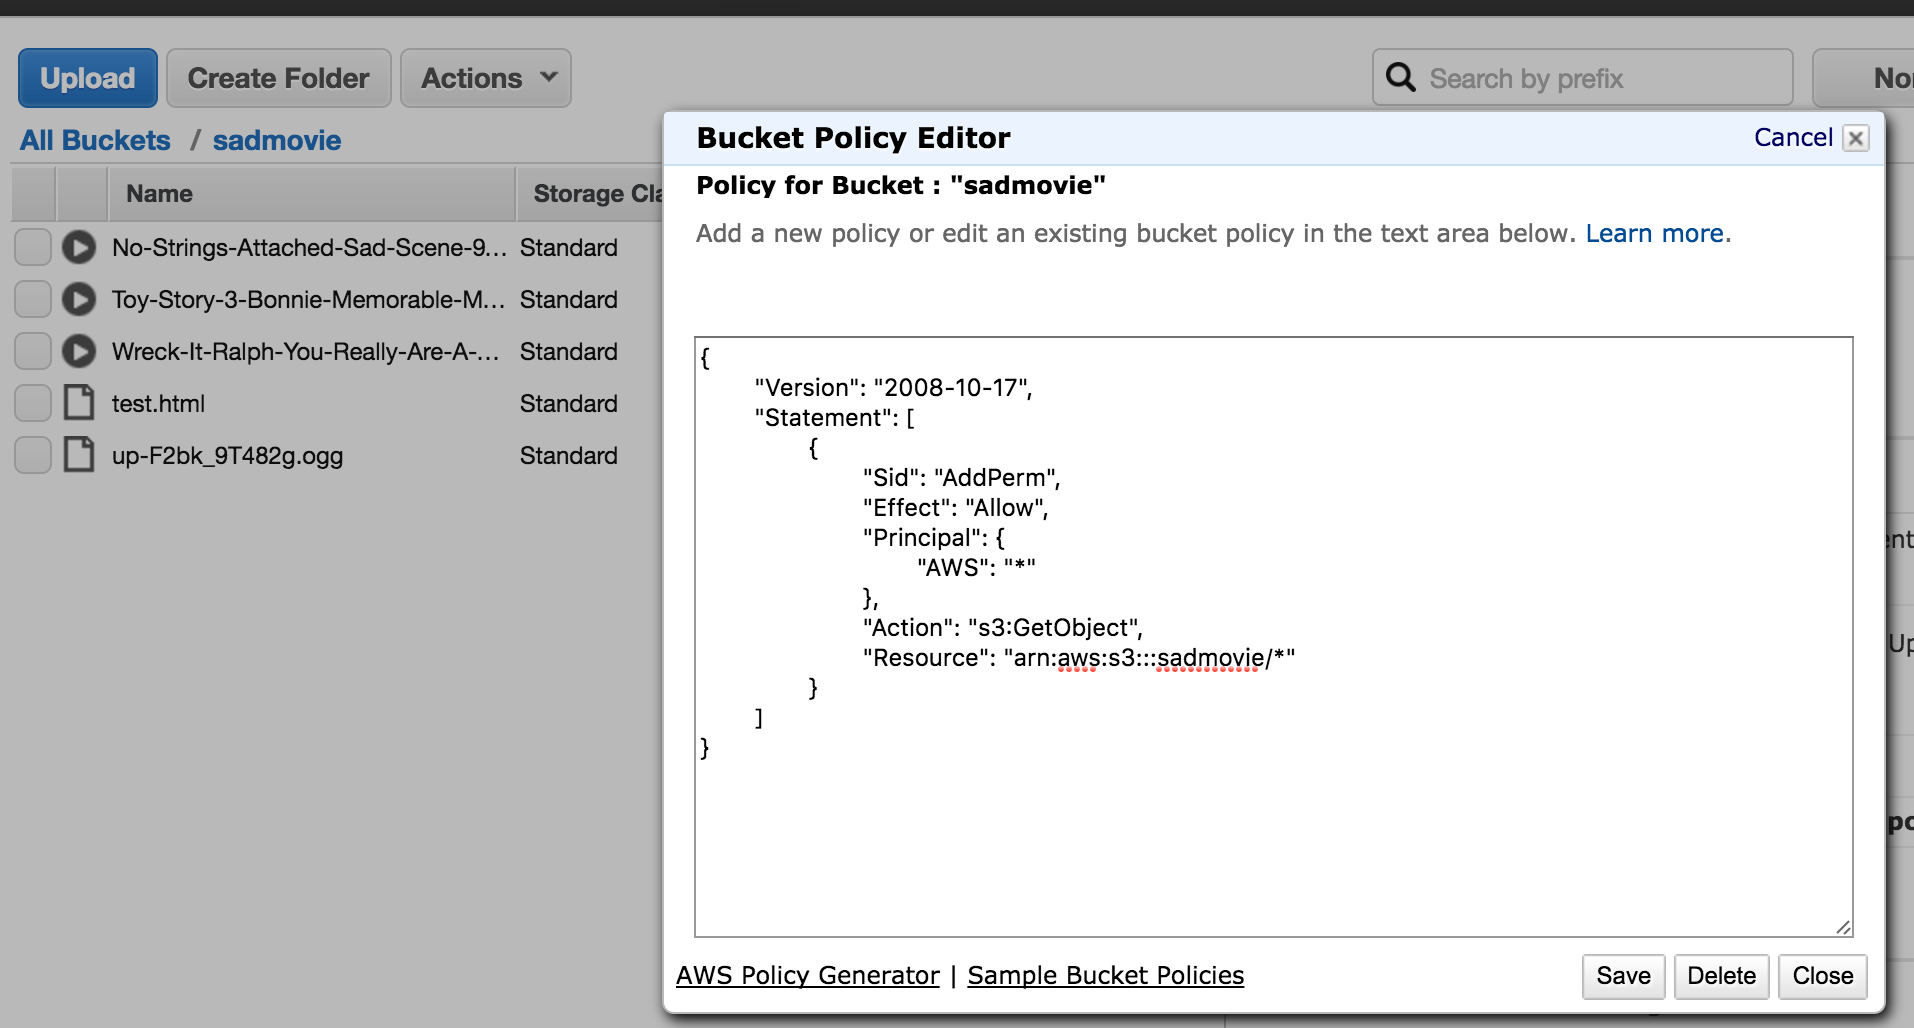 Upload Create Folder Actions Search by prefix
All Buckets / sadmovie
Name Storage Cla
No-Strings-Attached-Sad-Scene-9... Standard
Toy-Story-3-Bonnie-Memorable-M... Standard
Wreck-It-Ralph-You-Really-Are-A-... Standard
test.html Standard
up-F2bk_9T482g.ogg Standard
Bucket Policy Editor Cancel
Policy for Bucket : "sadmovie"
Add a new policy or edit an existing bucket policy in the text area below. Learn more.
{
"Version": "2008-10-17",
"Statement": [
{
"Sid": "AddPerm",
"Effect": "Allow",
"Principal": {
"AWS": "*"
},
"Action": "s3:GetObject",
"Resource": "arn:aws:s3:::sadmovie/*"
}
]
}
AWS Policy Generator | Sample Bucket Policies Save Delete Close